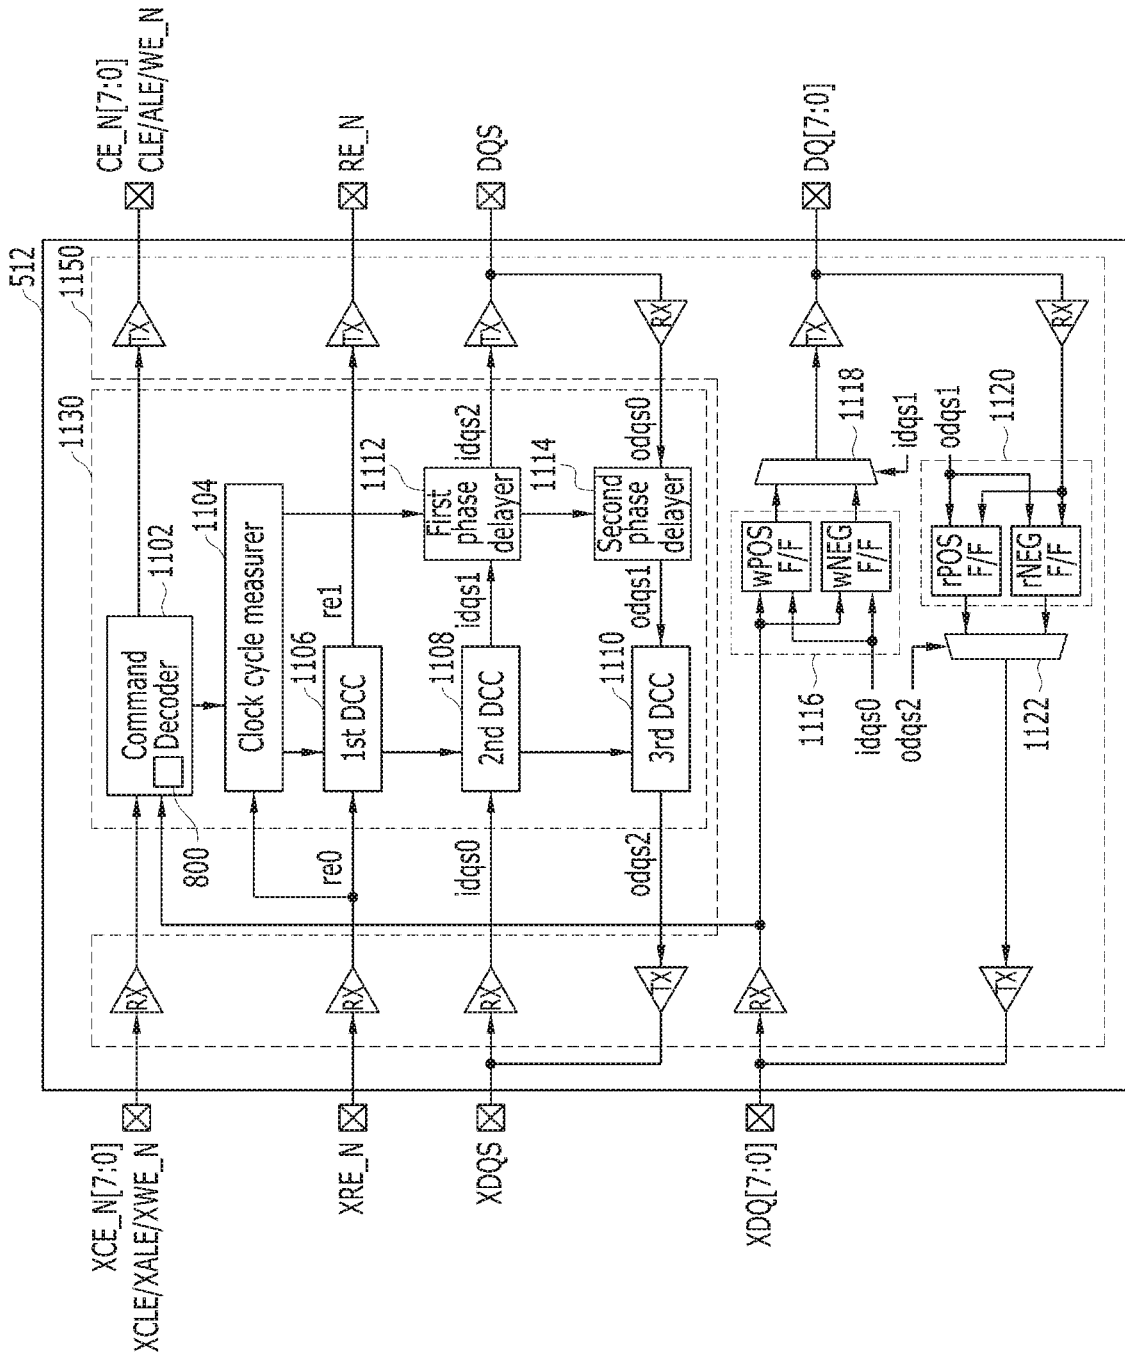 512
1150
1130
CE_N[7:0]
CLE/ALE/WE_N
RE_N
DQS
DQ[7:0]
TX
TX
TX
RX
TX
RX
1102
Command
Decoder
800
1104
Clock cycle measurer
1106
1st DCC
re0
re1
1108
2nd DCC
idqs0
idqs1
1112
First
phase
delayer
idqs2
1110
3rd DCC
odqs2
odqs1
1114
Second
phase
delayer
odqs0
wPOS
F/F
wNEG
F/F
1116
idqs0
1118
idqs1
odqs1
1120
rPOS
F/F
rNEG
F/F
odqs2
1122
RX
RX
RX
TX
RX
TX
XCE_N[7:0]
XCLE/XALE/XWE_N
XRE_N
XDQS
XDQ[7:0]